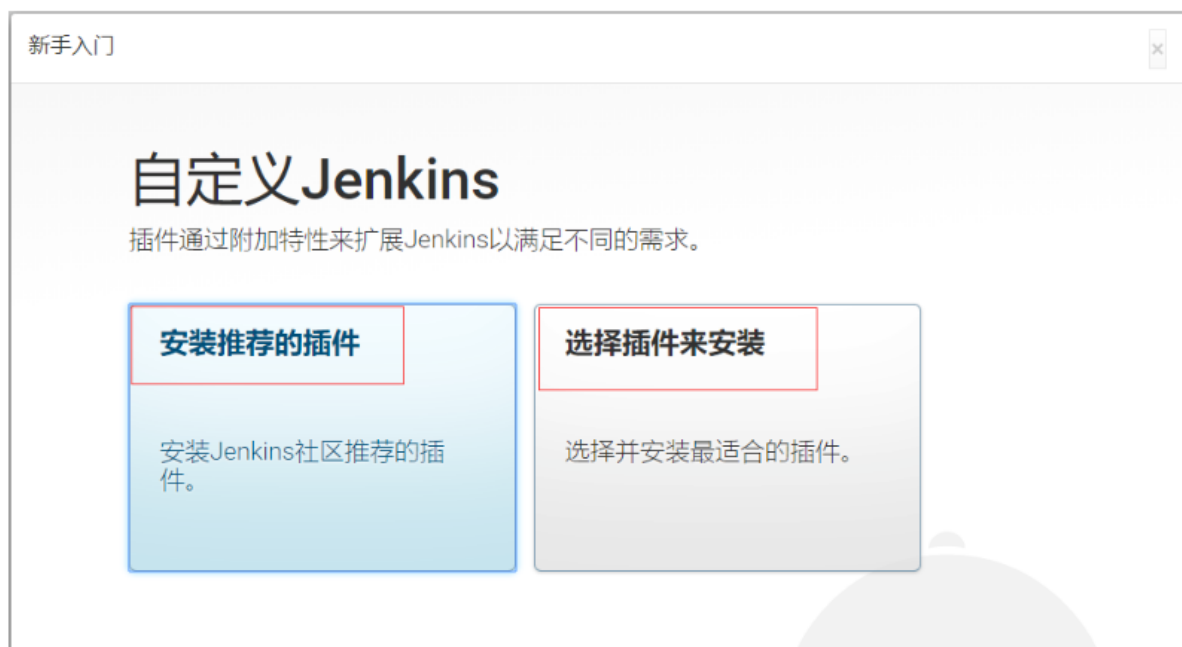 新手入门
×
自定义Jenkins
插件通过附加特性来扩展Jenkins以满足不同的需求。
安装推荐的插件
安装Jenkins社区推荐的插
件。
选择插件来安装
选择并安装最适合的插件。